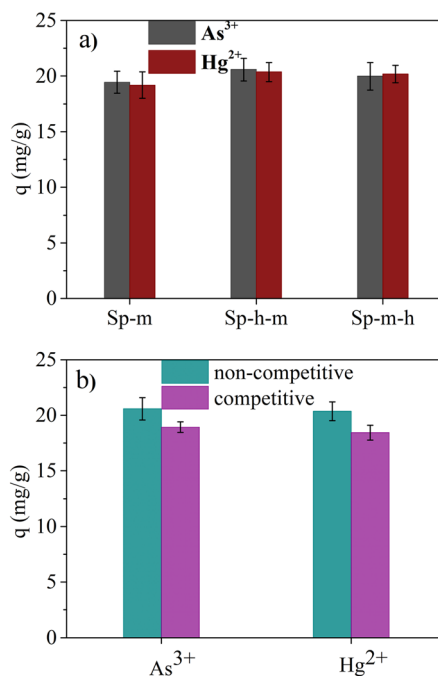 a)
As³⁺
Hg²⁺
25
20
15
10
5
0
q (mg/g)
Sp-m Sp-h-m Sp-m-h
b)
non-competitive
competitive
25
20
15
10
5
0
q (mg/g)
As³⁺ Hg²⁺